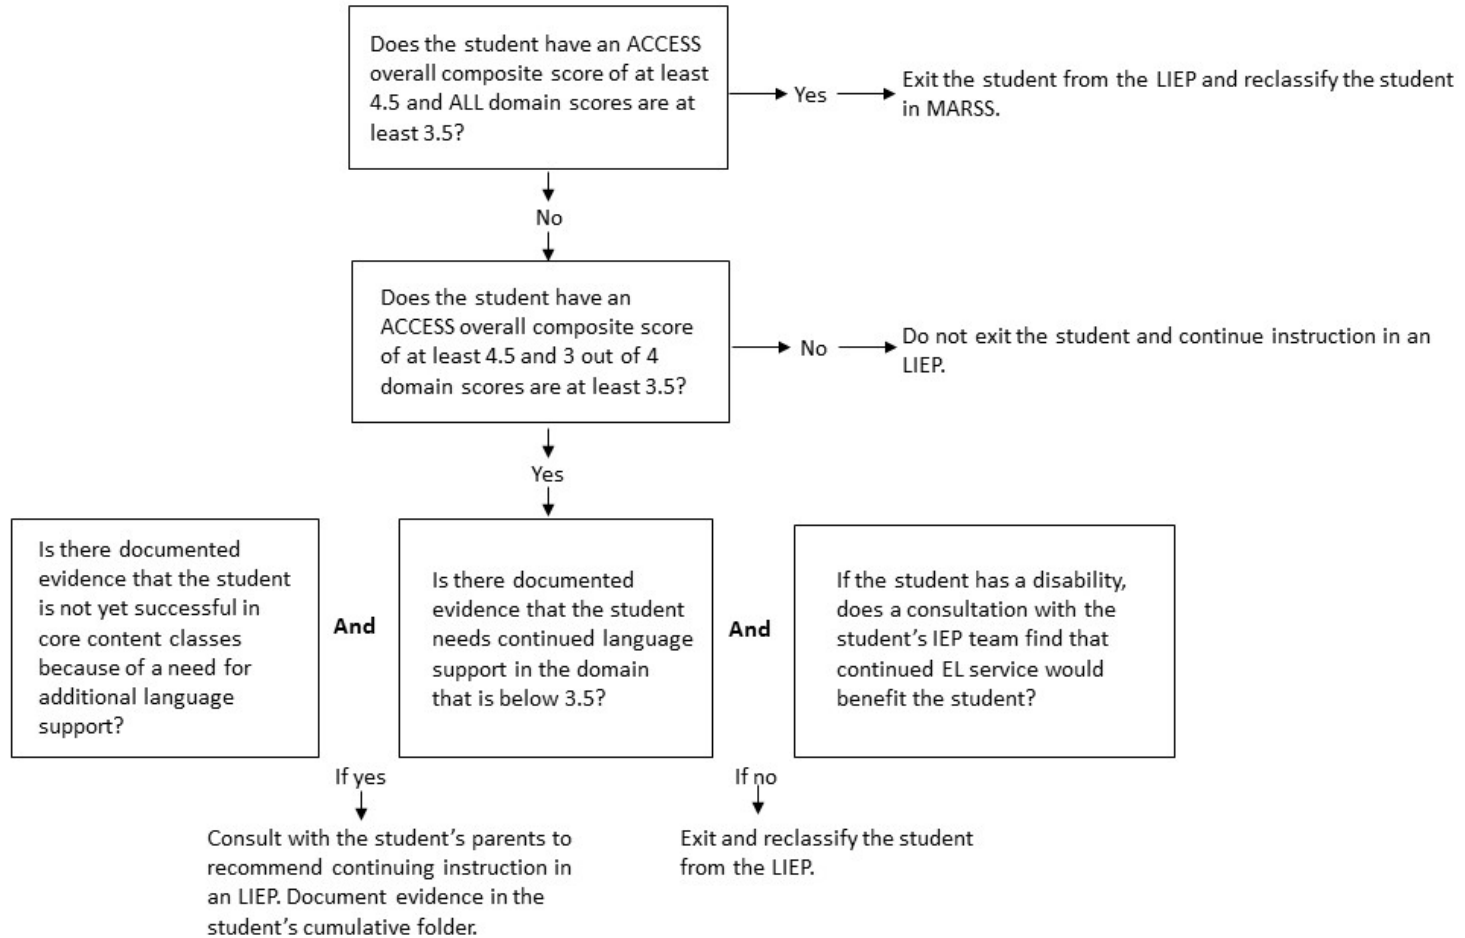 Does the student have an ACCESS
overall composite score of at least
4.5 and ALL domain scores are at
least 3.5?
Yes
Exit the student from the LIEP and reclassify the student
in MARSS.
No
Does the student have an
ACCESS overall composite score
of at least 4.5 and 3 out of 4
domain scores are at least 3.5?
No
Do not exit the student and continue instruction in an
LIEP.
Yes
Is there documented
evidence that the student
is not yet successful in
core content classes
because of a need for
additional language
support?
And
Is there documented
evidence that the student
needs continued language
support in the domain
that is below 3.5?
And
If the student has a disability,
does a consultation with the
student's IEP team find that
continued EL service would
benefit the student?
If yes
Consult with the student's parents to
recommend continuing instruction in
an LIEP. Document evidence in the
student's cumulative folder.
If no
Exit and reclassify the student
from the LIEP.